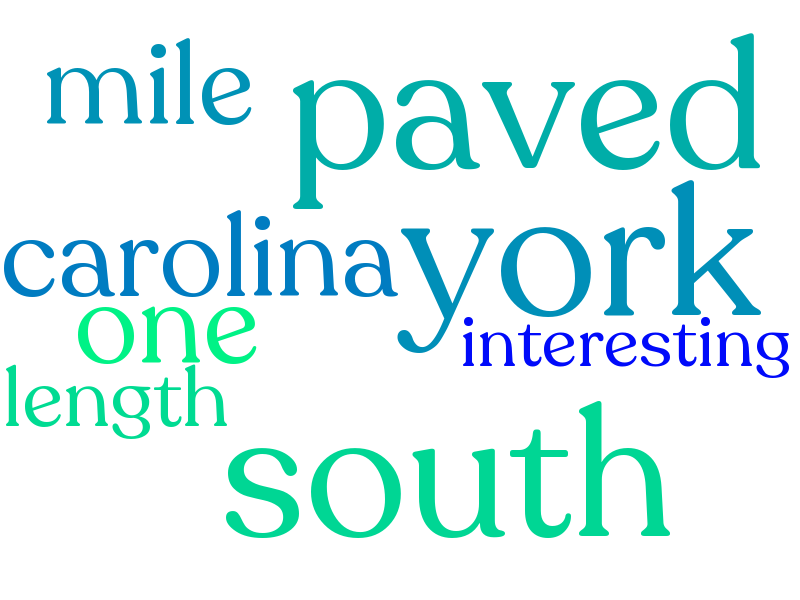 mile
paved
carolina
york
one
interesting
length
south